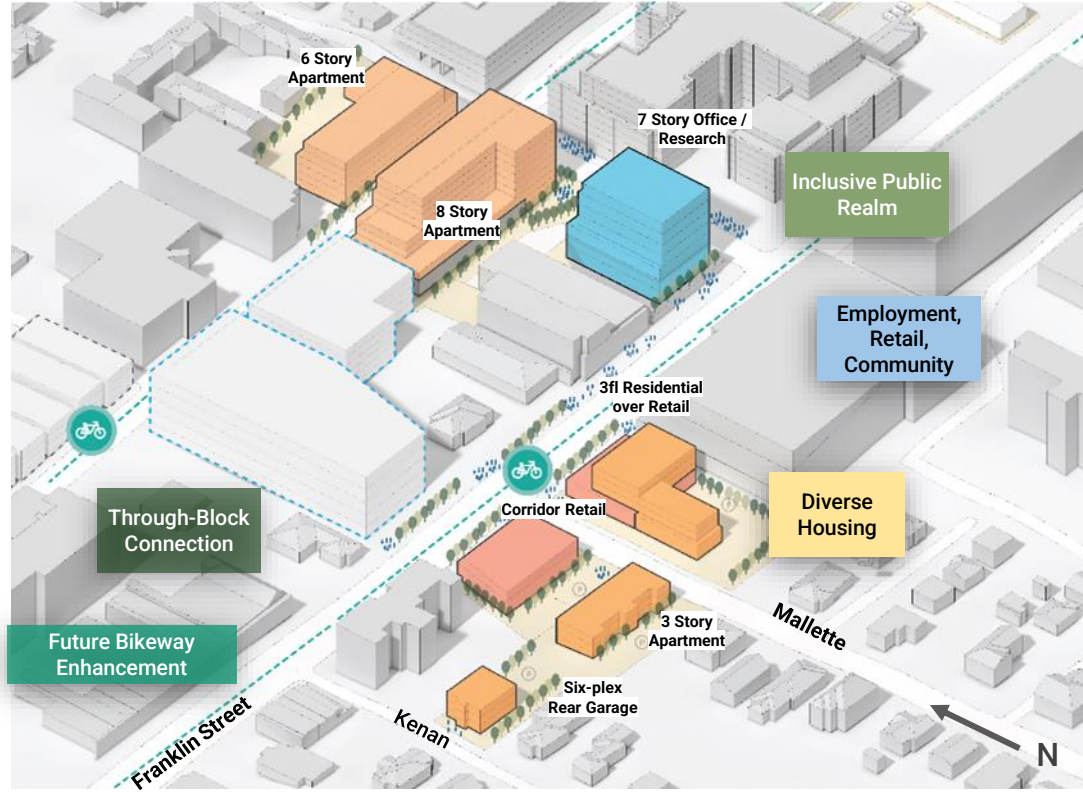 6 Story
Apartment
7 Story Office /
Research
Inclusive Public
Realm
8 Story
Apartment
Employment,
Retail,
Community
3fl Residential
over Retail
Corridor Retail
Through-Block
Connection
Diverse
Housing
Mallette
3 Story
Apartment
Future Bikeway
Enhancement
Six-plex
Rear Garage
Kenan
Franklin Street
N
P
P
P
P